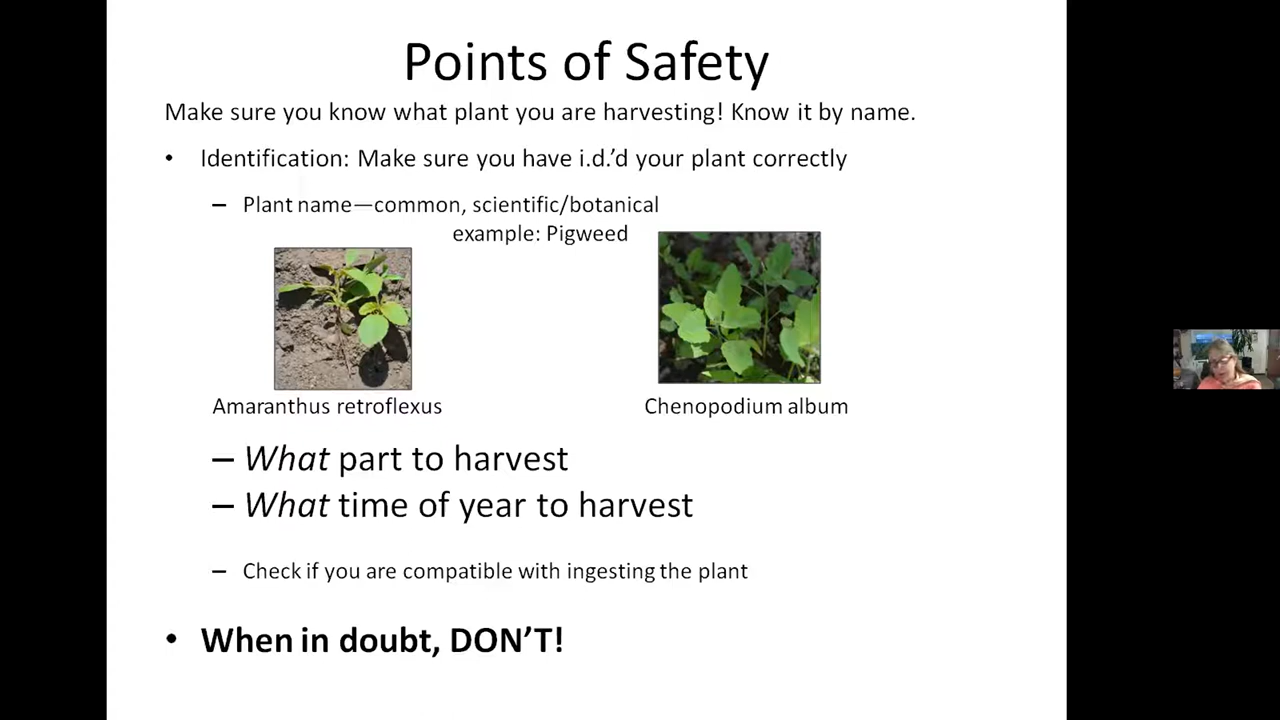 Points of Safety
Make sure you know what plant you are harvesting! Know it by name.
• Identification: Make sure you have i.d.’d your plant correctly
– Plant name—common, scientific/botanical
example: Pigweed
Amaranthus retroflexus
Chenopodium album
– What part to harvest
– What time of year to harvest
– Check if you are compatible with ingesting the plant
• When in doubt, DON’T!